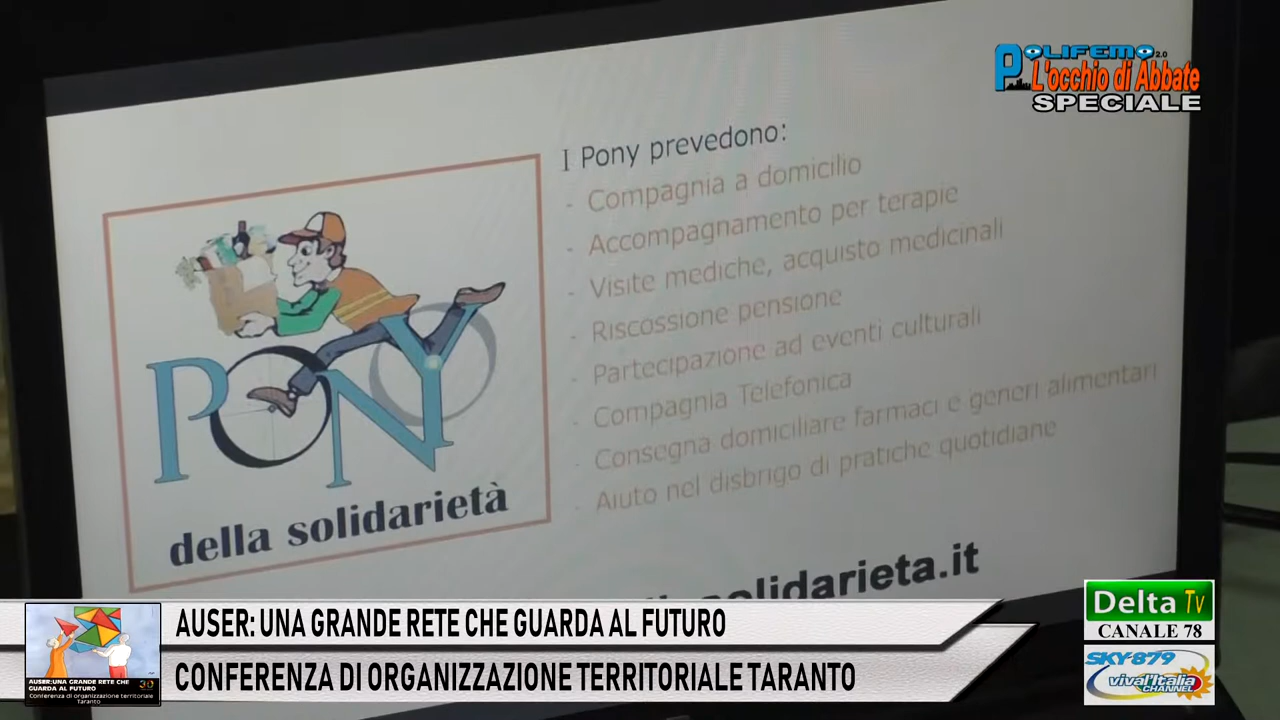 POLIFEMO 2.0
L'occhio di Abbate
SPECIALE
I Pony prevedono:
- Compagnia a domicilio
- Accompagnamento per terapie
- Visite mediche, acquisto medicinali
- Riscossione pensione
- Partecipazione ad eventi culturali
- Compagnia Telefonica
- Consegna domiciliare farmaci e generi alimentari
- Aiuto nel disbrigo di pratiche quotidiane
PONY
della solidarietà
solidarieta.it
AUSER: UNA GRANDE RETE CHE GUARDA AL FUTURO
CONFERENZA DI ORGANIZZAZIONE TERRITORIALE TARANTO
AUSER:UNA GRANDE RETE CHE
GUARDA AL FUTURO
Conferenza di organizzazione territoriale
Taranto
30
Delta Tv
CANALE 78
SKY-879
viva l'Italia
CHANNEL